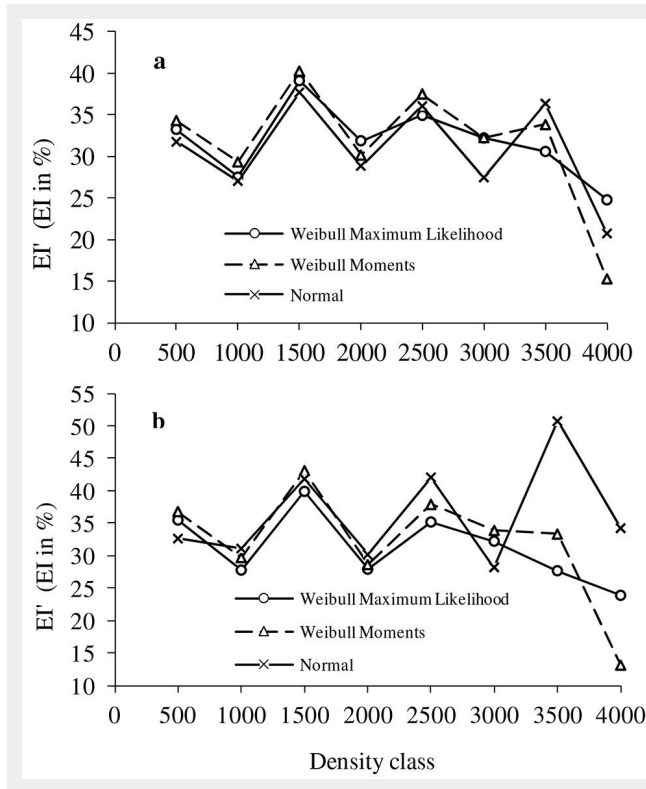 a
45
40
35
30
25
20
15
10
EI' (EI in %)
Weibull Maximum Likelihood
Weibull Moments
Normal
0 500 1000 1500 2000 2500 3000 3500 4000
b
55
50
45
40
35
30
25
20
15
10
EI' (EI in %)
Weibull Maximum Likelihood
Weibull Moments
Normal
0 500 1000 1500 2000 2500 3000 3500 4000
Density class